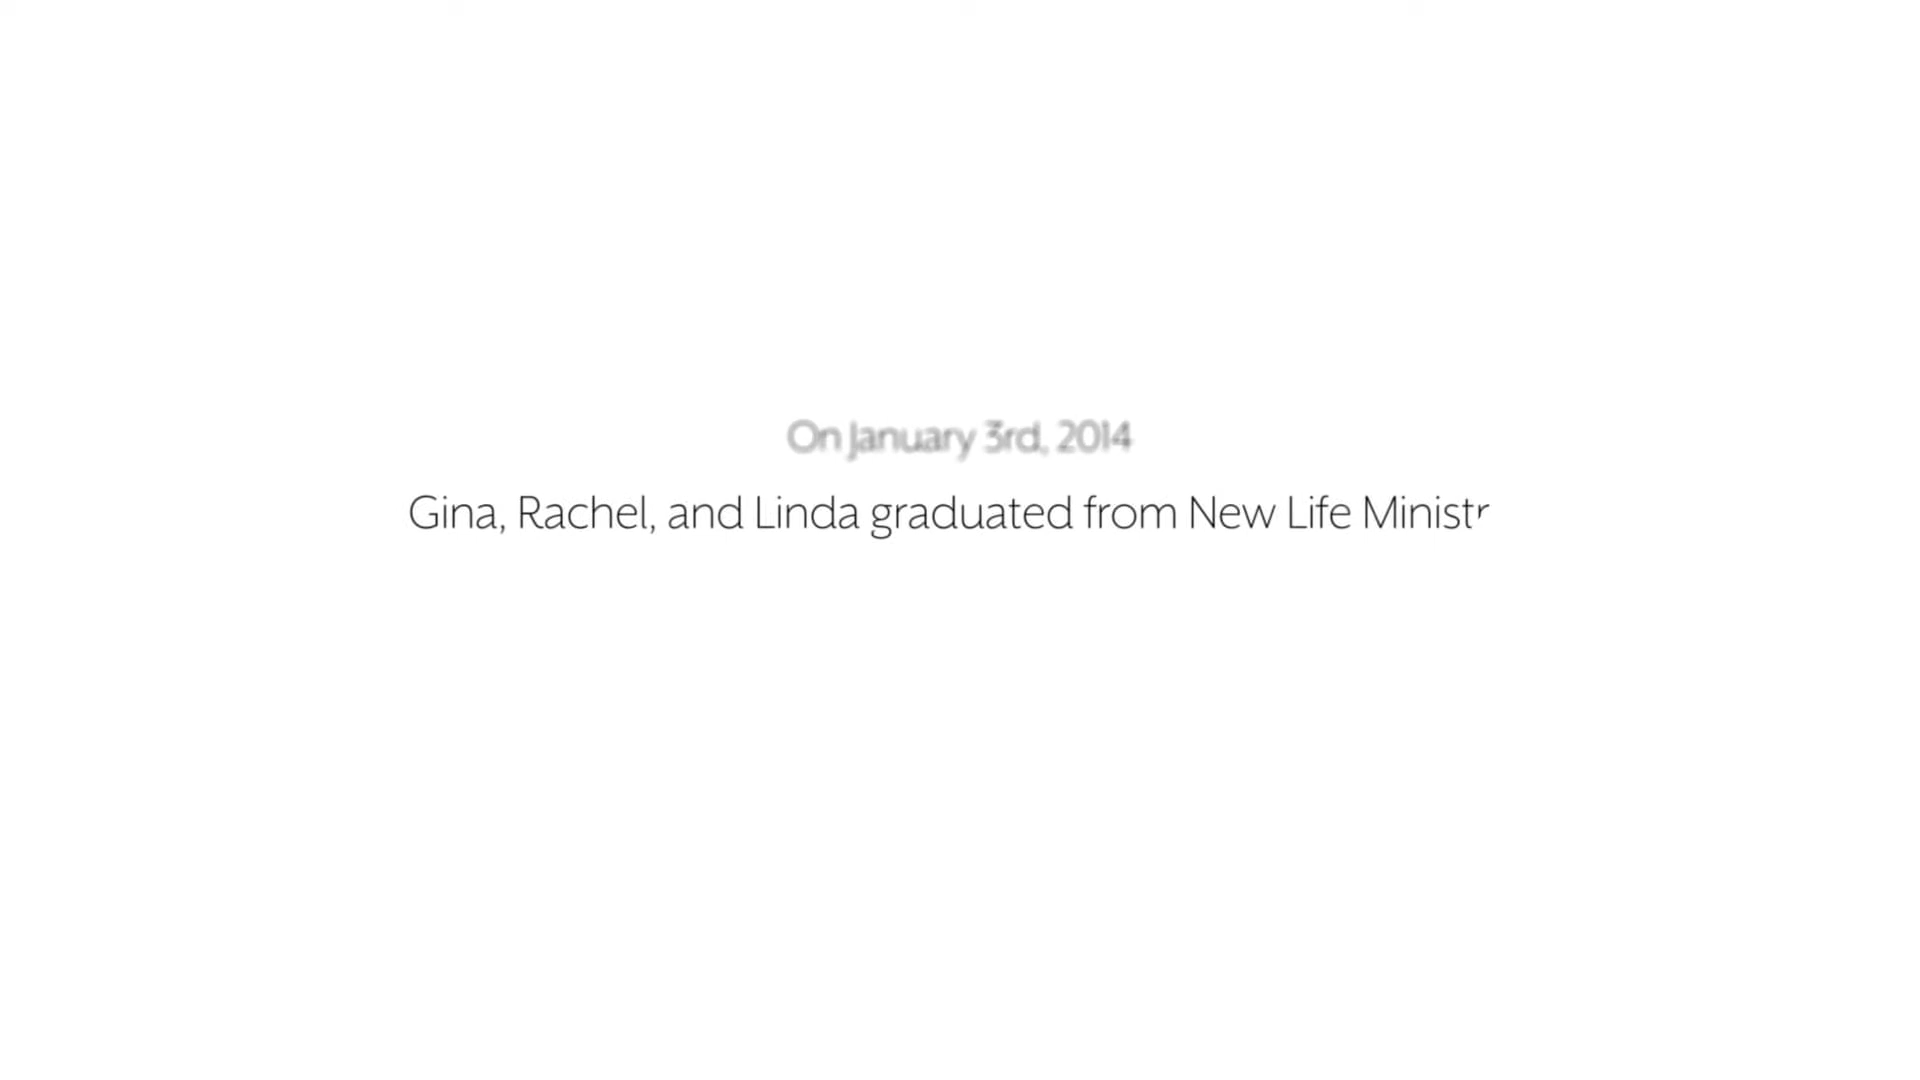 On January 3rd, 2014
Gina, Rachel, and Linda graduated from New Life Ministr